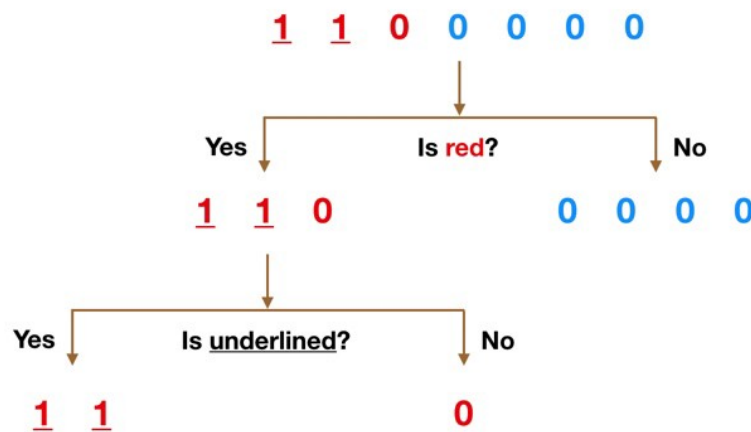 1 1 0 0 0 0 0
Yes Is red? No
1 1 0 0 0 0 0
Yes Is underlined? No
1 1 0